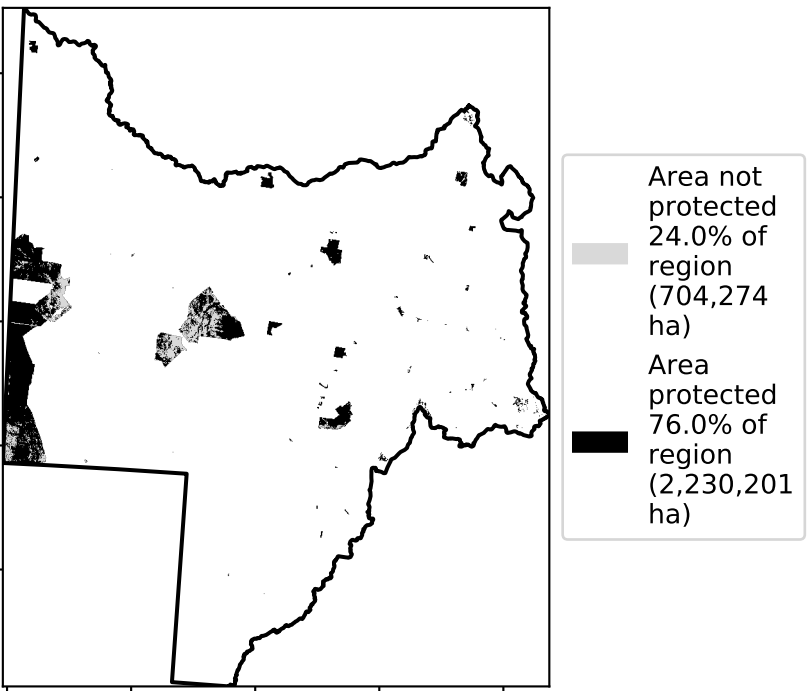 Area not
protected
24.0% of
region
(704,274
ha)
Area
protected
76.0% of
region
(2,230,201
ha)